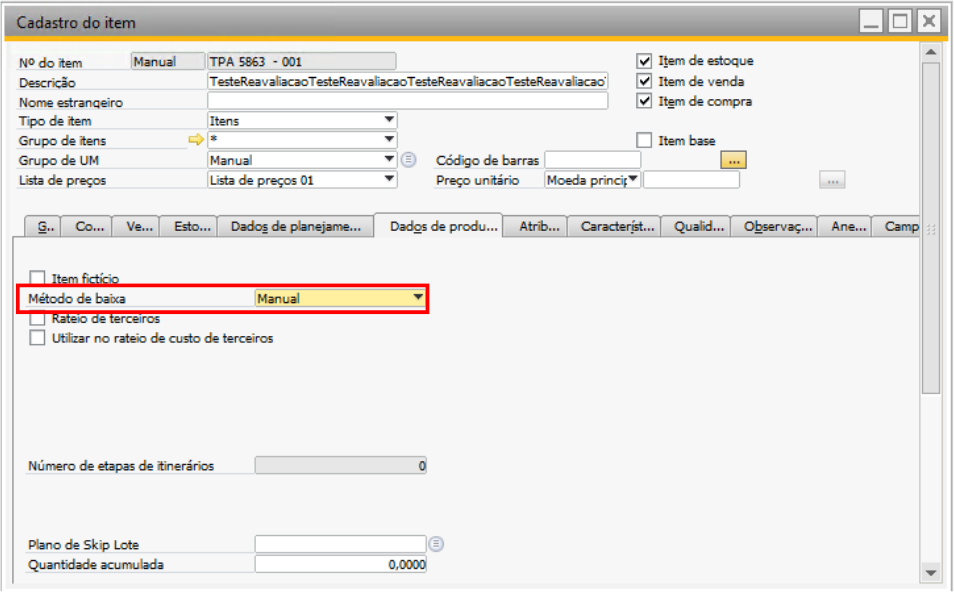 Cadastro do item
Nº do item Manual TPA 5863 - 001 Item de estoque
Descrição TesteReavaliacaoTesteReavaliacaoTesteReavaliacaoTesteReavaliacao Item de venda
Nome estrangeiro Item de compra
Tipo de item Itens
Grupo de itens * Item base
Grupo de UM Manual Código de barras ...
Lista de preços Lista de preços 01 Preço unitário Moeda princip ...
G.. Co... Ve... Esto... Dados de planejame... Dados de produ... Atrib... Característ... Qualid... Observaç... Ane... Camp
Item fictício
Método de baixa Manual
Rateio de terceiros
Utilizar no rateio de custo de terceiros
Número de etapas de itinerários 0
Plano de Skip Lote
Quantidade acumulada 0,0000